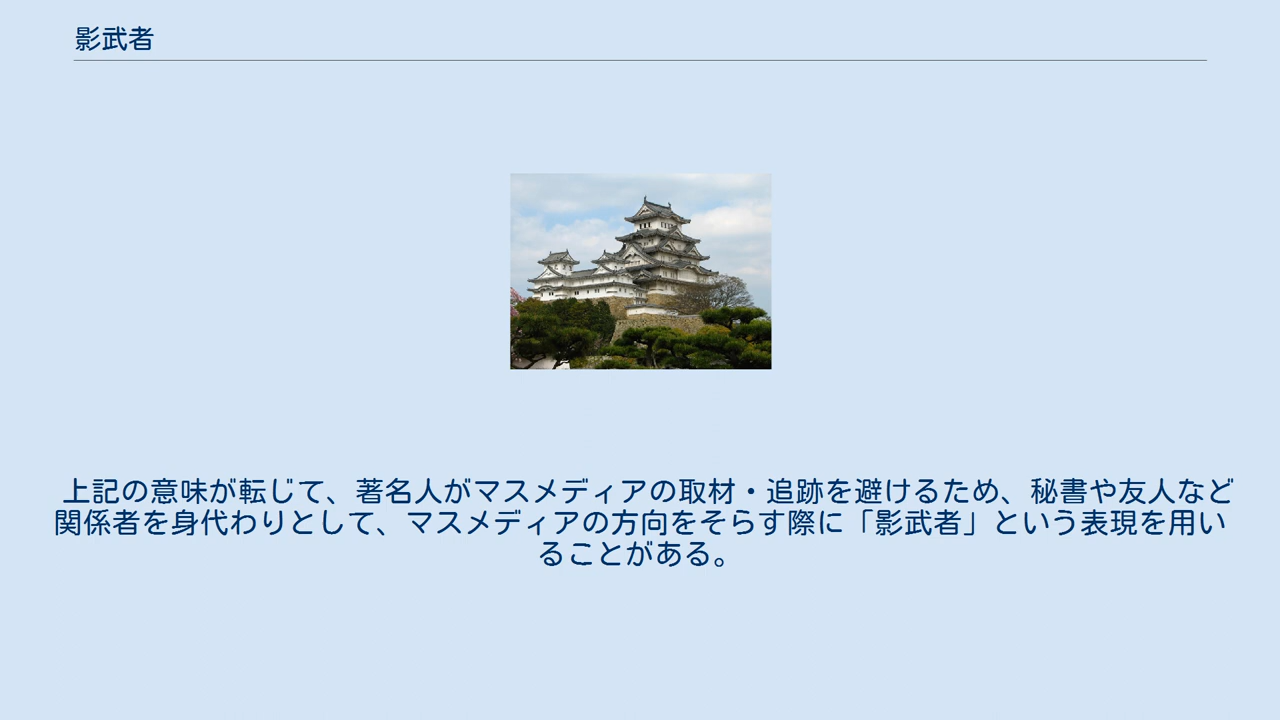 影武者
上記の意味が転じて、著名人がマスメディアの取材・追跡を避けるため、秘書や友人など
関係者を身代わりとして、マスメディアの方向をそらす際に「影武者」という表現を用い
ることがある。